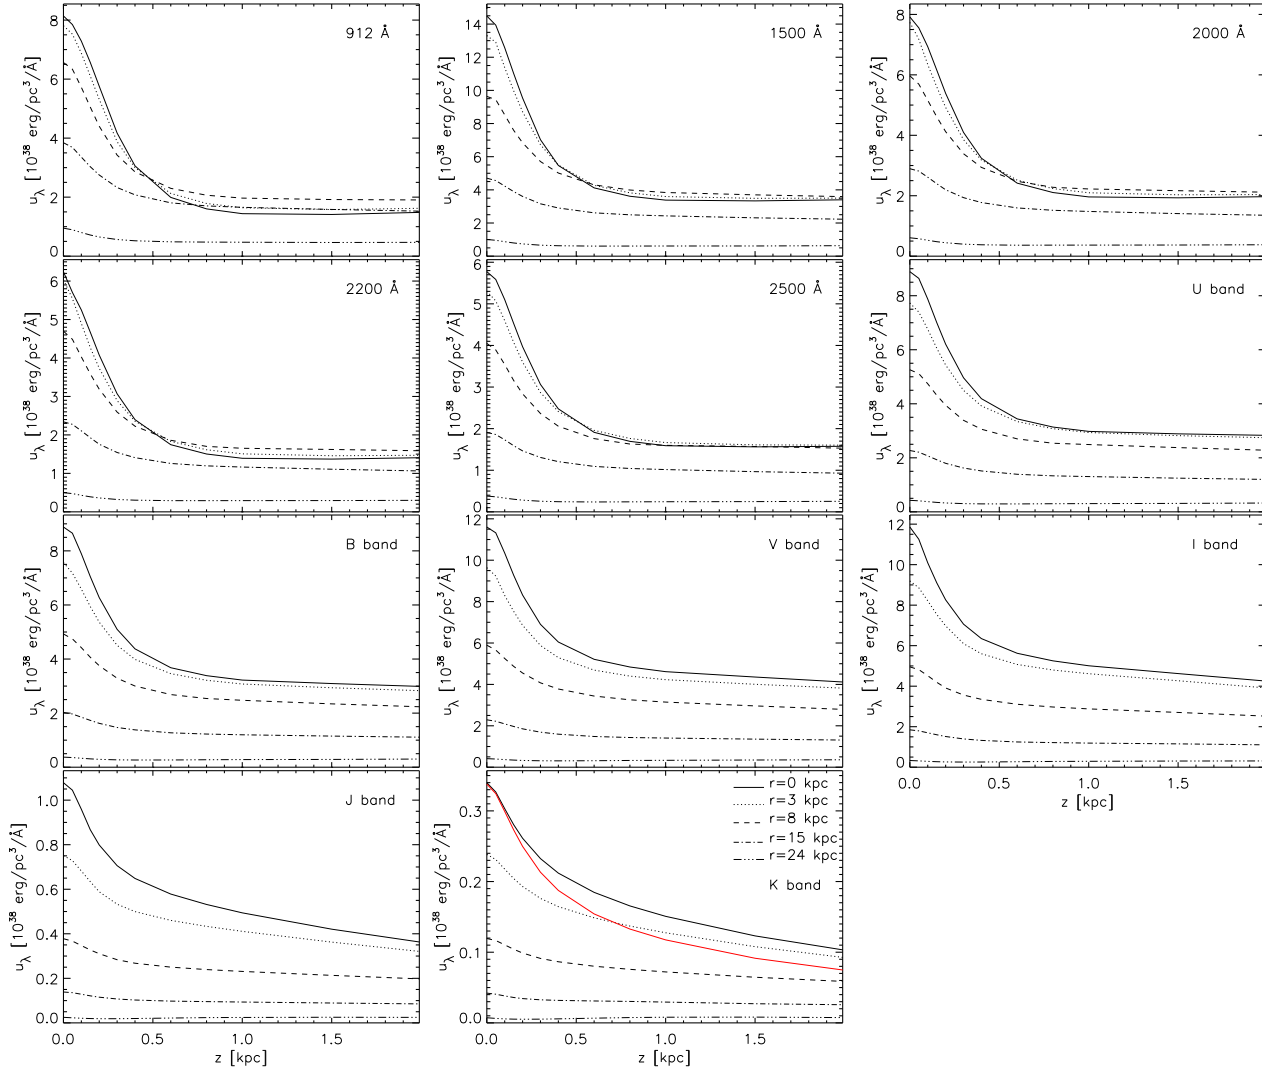 912 Å
u_λ [10^38 erg/pc^3/Å]
8
6
4
2
0
1500 Å
u_λ [10^38 erg/pc^3/Å]
14
12
10
8
6
4
2
0
2000 Å
u_λ [10^38 erg/pc^3/Å]
8
6
4
2
0
2200 Å
u_λ [10^38 erg/pc^3/Å]
6
5
4
3
2
1
0
2500 Å
u_λ [10^38 erg/pc^3/Å]
6
5
4
3
2
1
0
U band
u_λ [10^38 erg/pc^3/Å]
8
6
4
2
0
B band
u_λ [10^38 erg/pc^3/Å]
8
6
4
2
0
V band
u_λ [10^38 erg/pc^3/Å]
12
10
8
6
4
2
0
I band
u_λ [10^38 erg/pc^3/Å]
12
10
8
6
4
2
0
0.0 0.5 1.0 1.5
z [kpc]
J band
u_λ [10^38 erg/pc^3/Å]
1.0
0.8
0.6
0.4
0.2
0.0
0.0 0.5 1.0 1.5
z [kpc]
r=0 kpc
r=3 kpc
r=8 kpc
r=15 kpc
r=24 kpc
K band
u_λ [10^38 erg/pc^3/Å]
0.3
0.2
0.1
0.0
0.0 0.5 1.0 1.5
z [kpc]